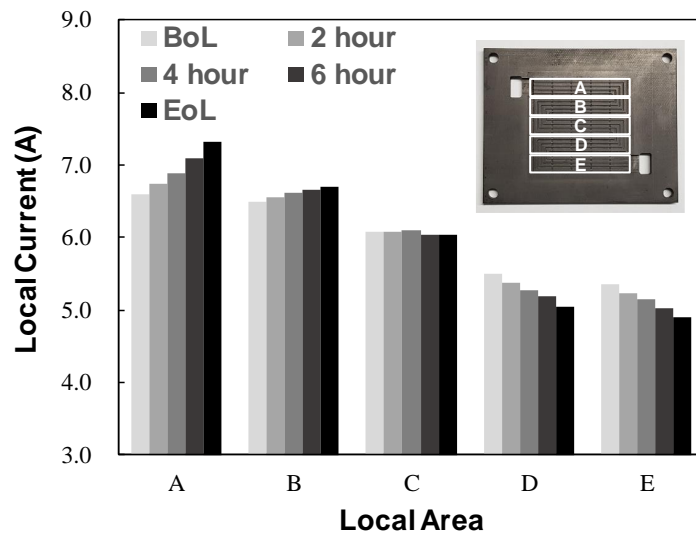 9.0
8.0
7.0
6.0
5.0
4.0
3.0
Local Current (A)
BoL 2 hour
4 hour 6 hour
EoL
A
B
C
D
E
A B C D E
Local Area